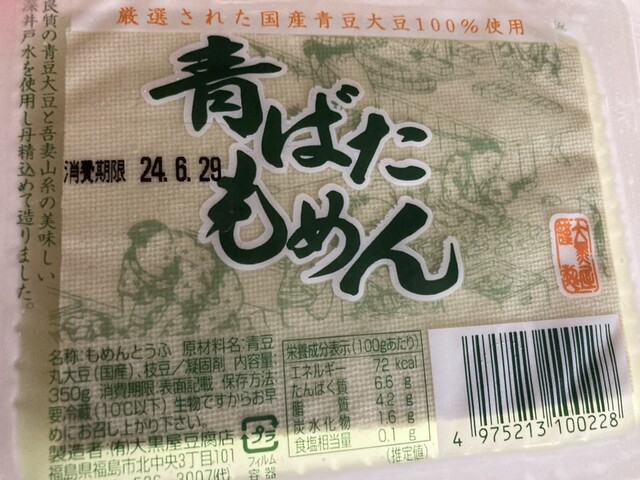 厳選された国産青豆大豆100%使用
良質の青豆大豆と吾妻山系の美味しい
深井戸水を使用し丹精込めて造りました。
青ばた
もめん
消費期限 24.6.29
名称:もめんとうふ 原材料名:青豆
丸大豆(国産)、枝豆/凝固剤 内容量:
350g 消費期限:表面記載 保存方法:
要冷蔵(10℃以下) 生物ですからお早
めにお召し上がり下さい。
製造者:(有)大黒屋豆腐店
福島県福島市北中央3丁目101
3007(代)
プラ
フィルム
容器
栄養成分表示(100gあたり)
エネルギー 72 kcal
たんぱく質 6.6 g
脂質 4.2 g
炭水化物 1.6 g
食塩相当量 0.1 g
(推定値)
4 975213 100228